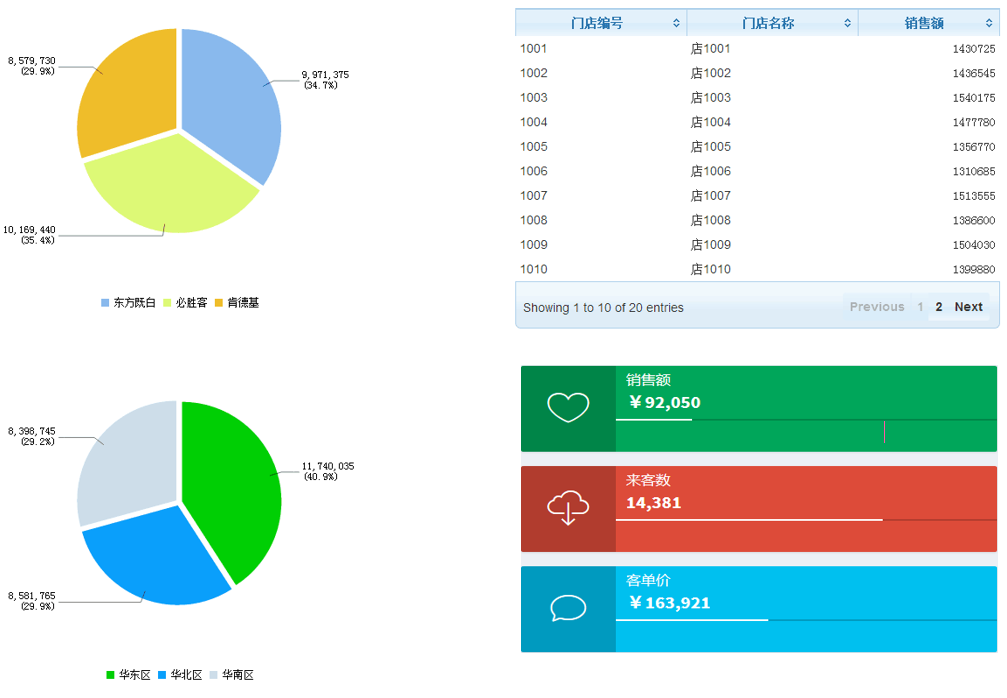 8,579,730
(29.9%)
9,971,375
(34.7%)
10,169,440
(35.4%)
东方既白 必胜客 肯德基
门店编号 门店名称 销售额
1001 店1001 1430725
1002 店1002 1436545
1003 店1003 1540175
1004 店1004 1477780
1005 店1005 1356770
1006 店1006 1310685
1007 店1007 1513555
1008 店1008 1386600
1009 店1009 1504030
1010 店1010 1399880
Showing 1 to 10 of 20 entries Previous 1 2 Next
8,398,745
(29.2%)
11,740,035
(40.9%)
8,581,765
(29.9%)
华东区 华北区 华南区
销售额
¥92,050
来客数
14,381
客单价
¥163,921